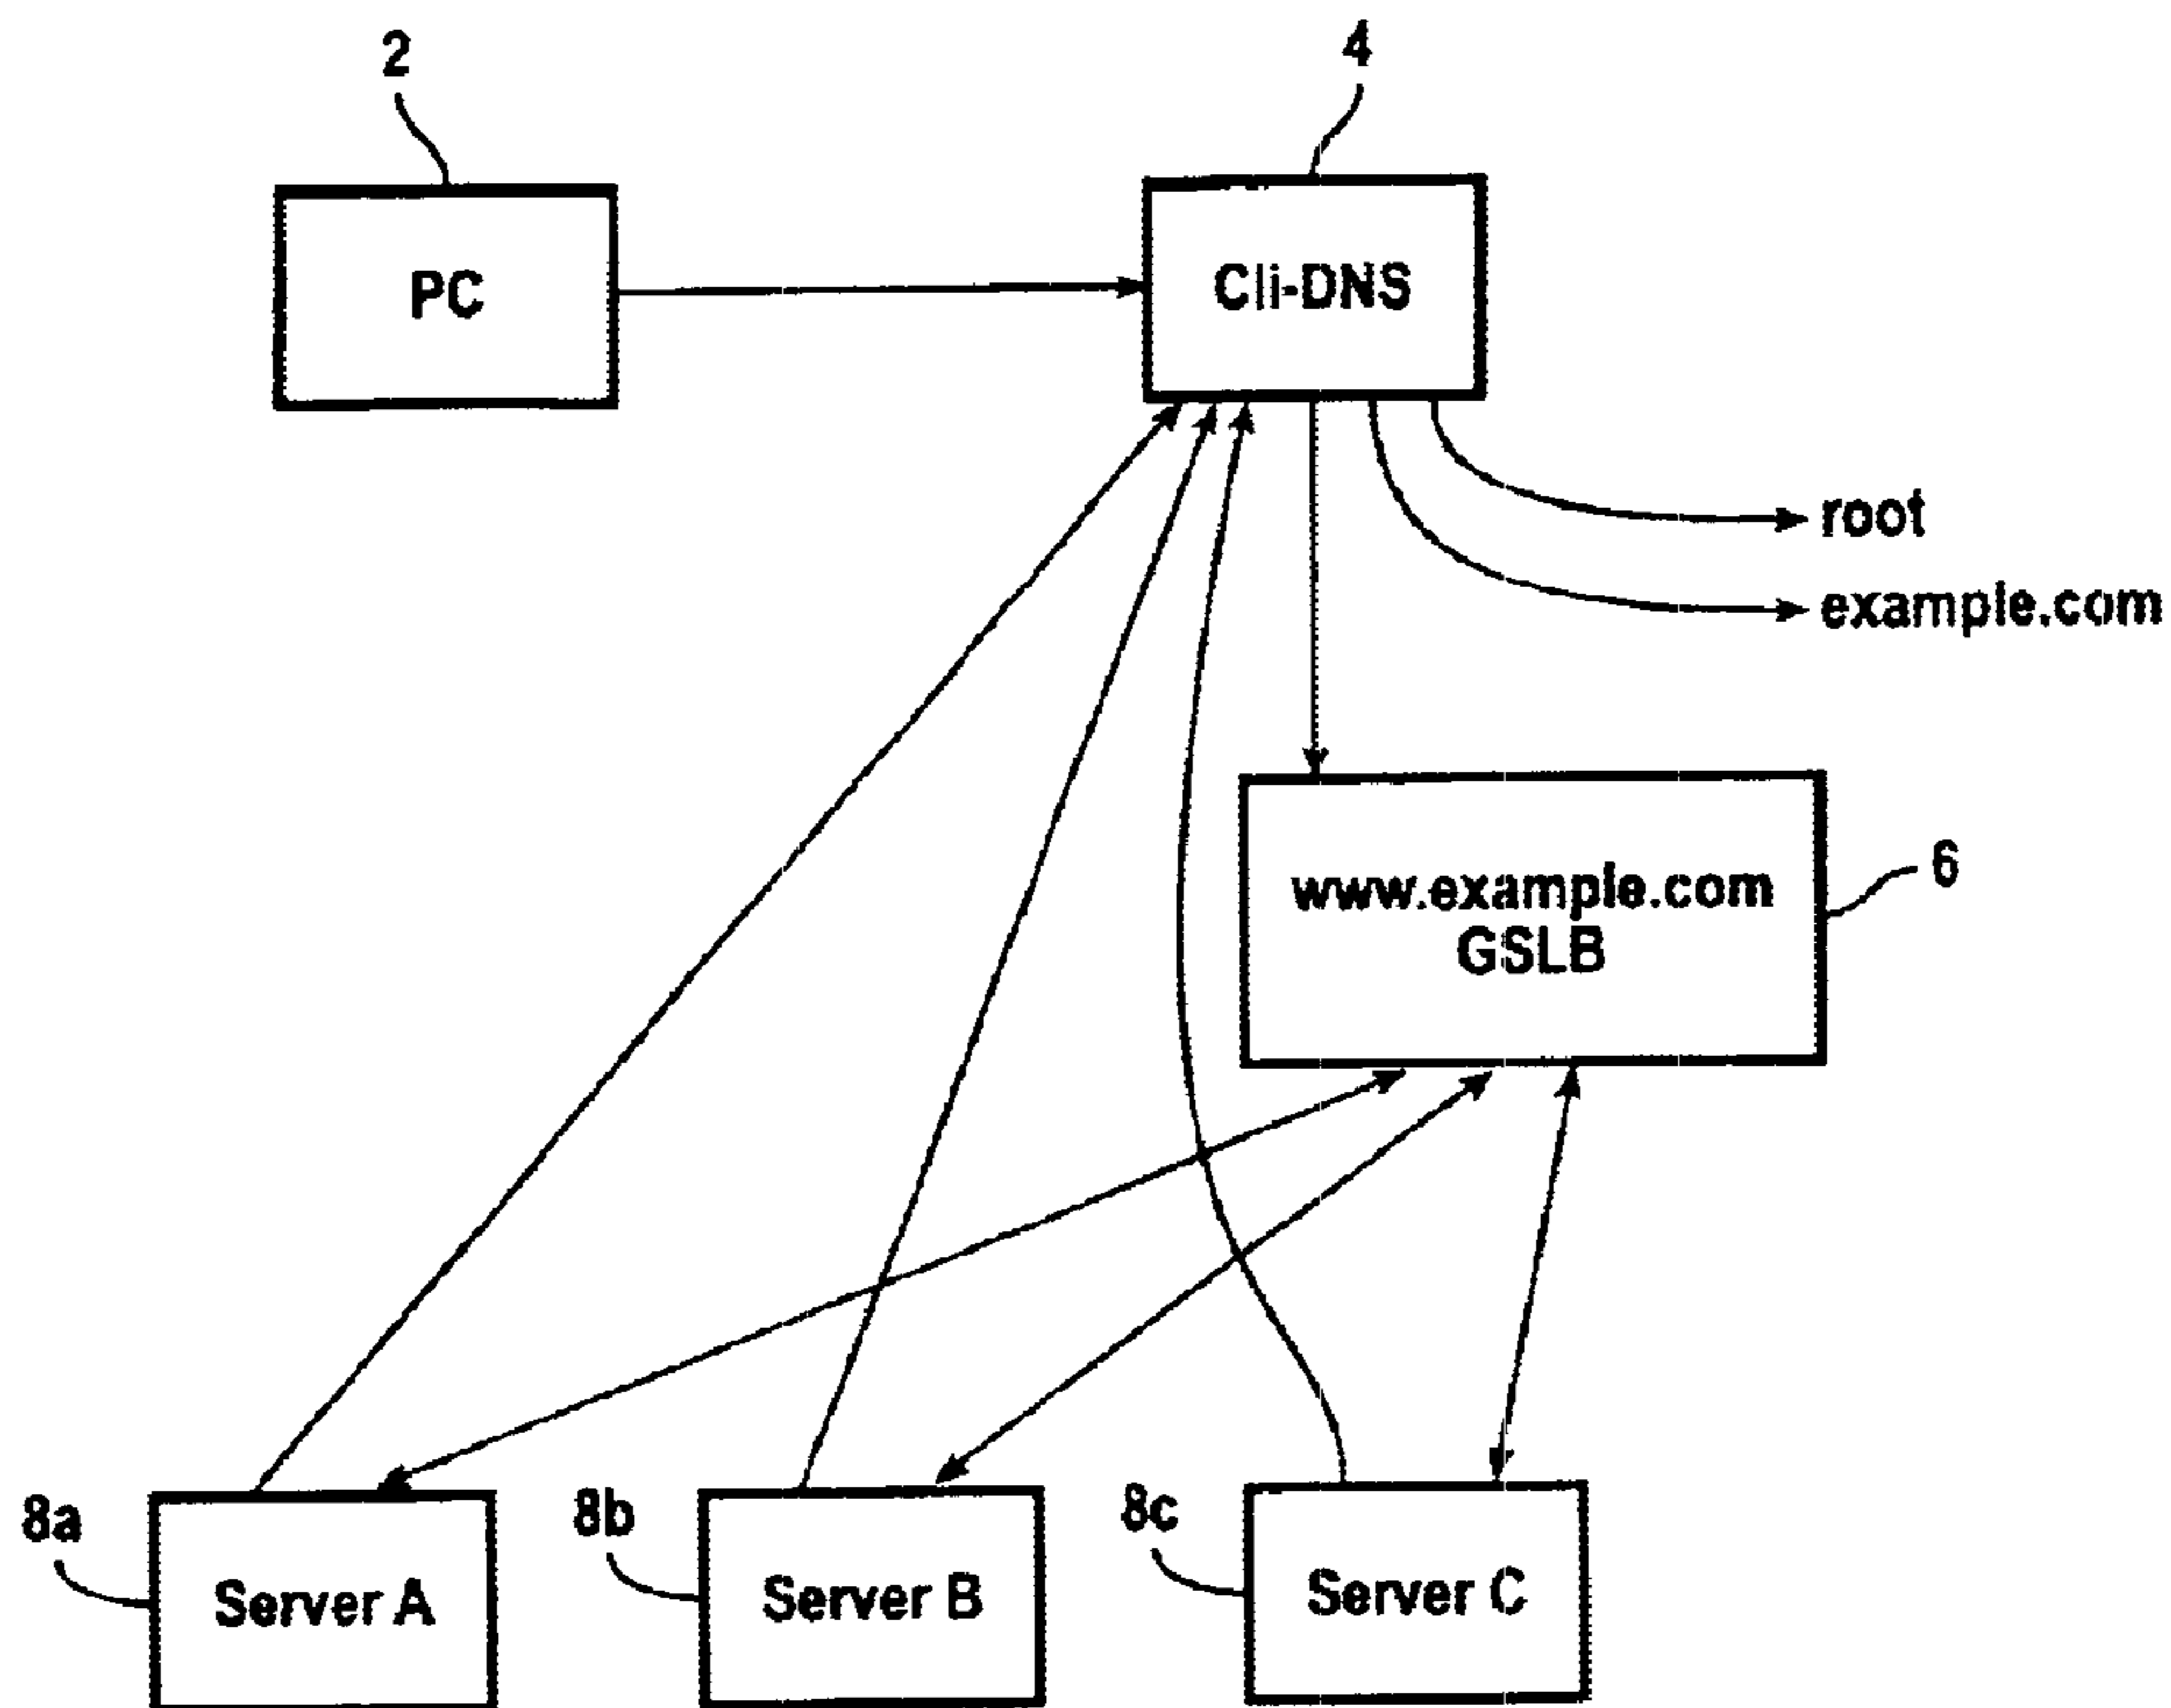 2
4
PC
Cli-DNS
root
example.com
www.example.com
GSLB
6
8a
Server A
8b
Server B
8c
Server C